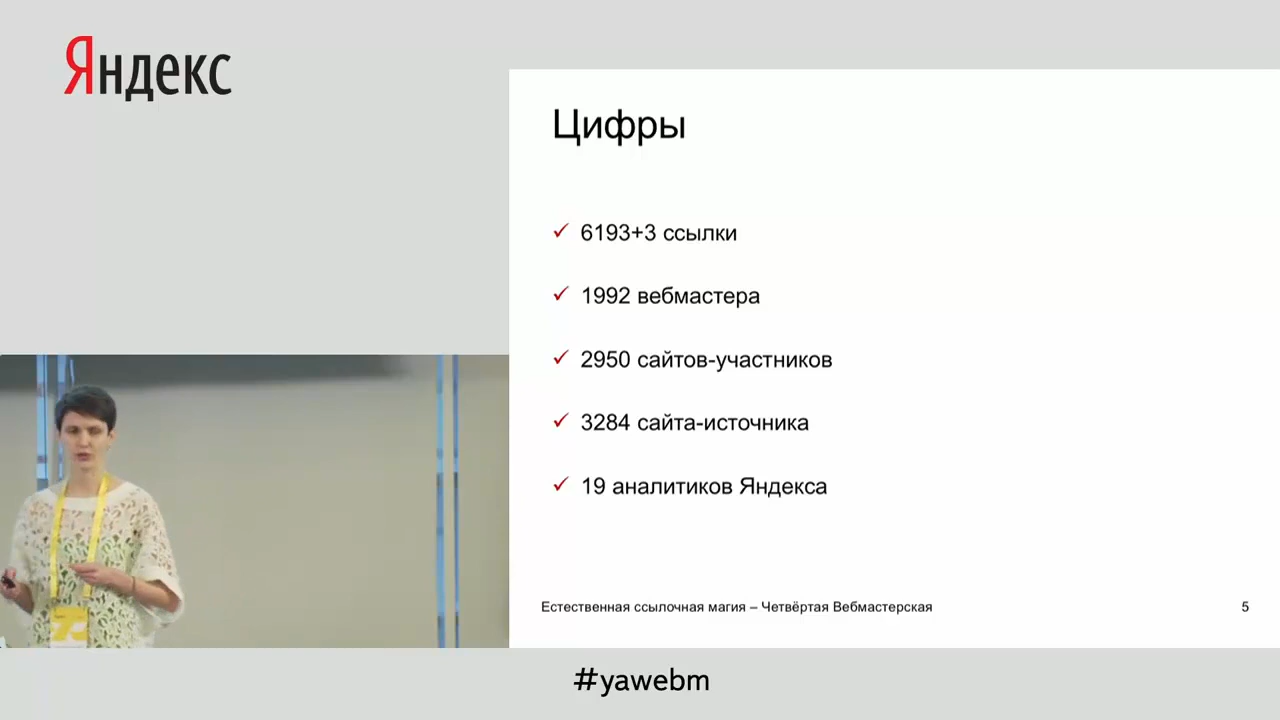 Яндекс
Цифры
6193+3 ссылки
1992 вебмастера
2950 сайтов-участников
3284 сайта-источника
19 аналитиков Яндекса
Естественная ссылочная магия – Четвёртая Вебмастерская
5
#yawebm